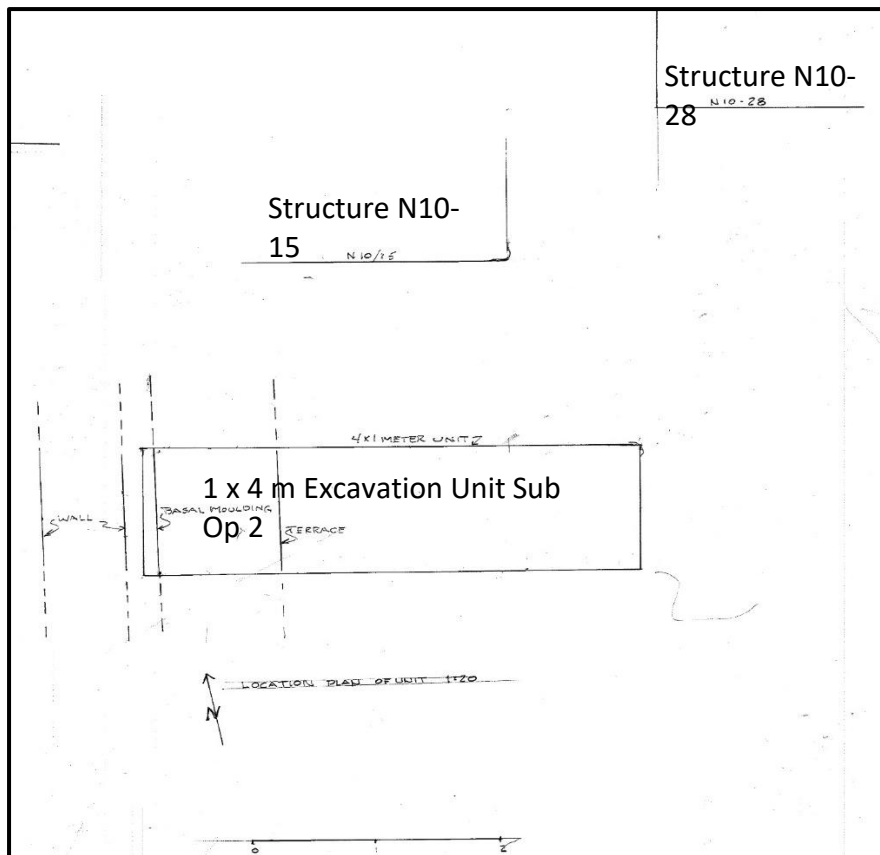 Structure N10-
28
N10-28
Structure N10-
15
N10/15
4x1 METER UNIT
1 x 4 m Excavation Unit Sub
Op 2
WALL
BASAL MOULDING
TERRACE
LOCATION PLAN OF UNIT 1:20
N
0 1 2